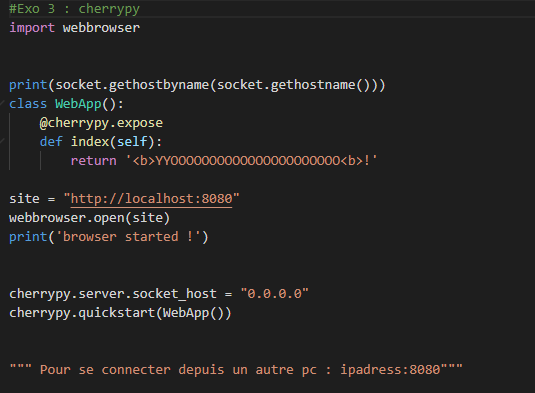 #Exo 3 : cherrypy
import webbrowser
print(socket.gethostbyname(socket.gethostname()))
class WebApp():
@cherrypy.expose
def index(self):
return '<b>YYOOOOOOOOOOOOOOOOOOOOOO<b>!'
site = "http://localhost:8080"
webbrowser.open(site)
print('browser started !')
cherrypy.server.socket_host = "0.0.0.0"
cherrypy.quickstart(WebApp())
""" Pour se connecter depuis un autre pc : ipadress:8080"""